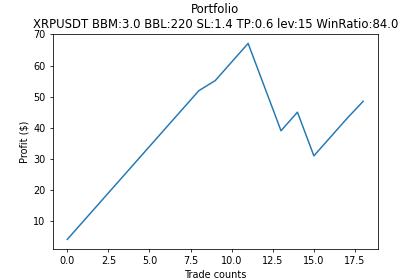 Portfolio
XRPUSDT BBM:3.0 BBL:220 SL:1.4 TP:0.6 lev:15 WinRatio:84.0
70
60
50
40
30
20
10
Profit ($)
0.0 2.5 5.0 7.5 10.0 12.5 15.0 17.5
Trade counts